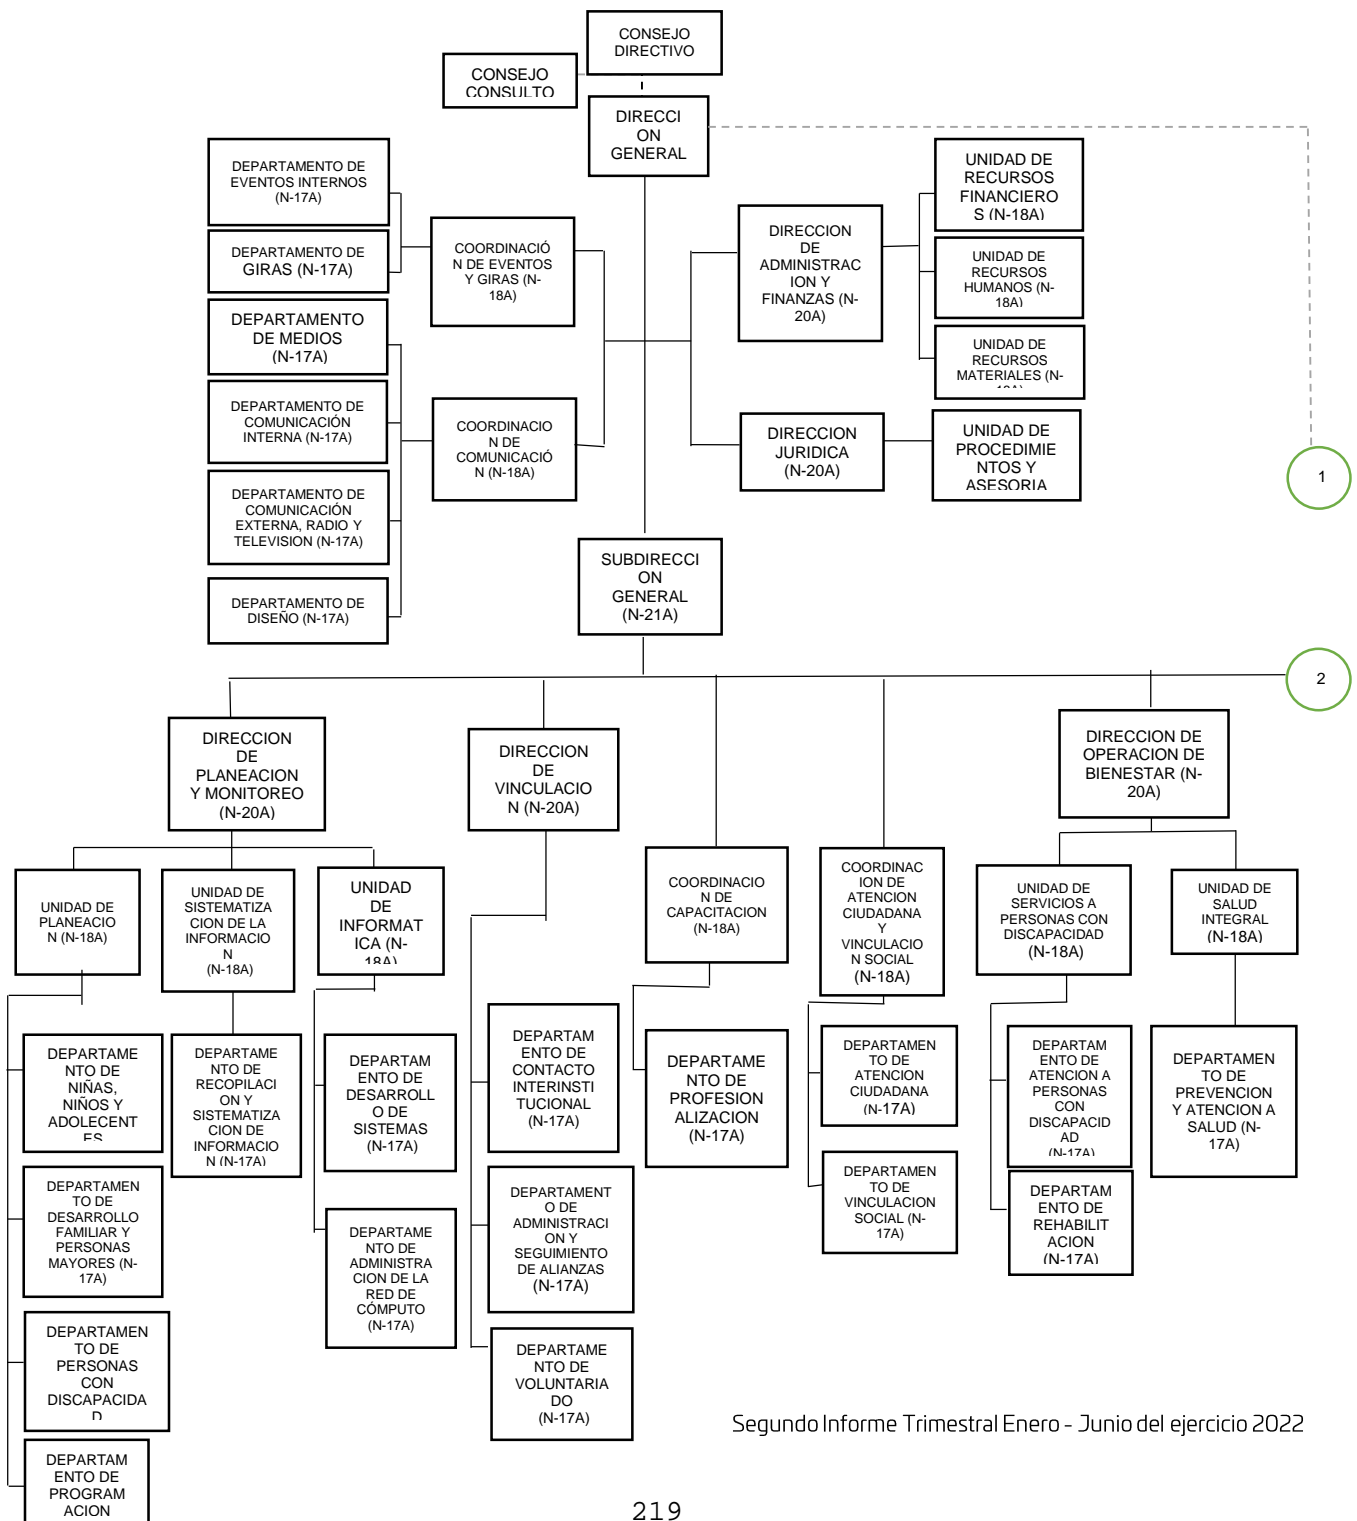 CONSEJO
DIRECTIVO
CONSEJO
CONSULTO
DIRECCI
ON
GENERAL
DEPARTAMENTO DE
EVENTOS INTERNOS
(N-17A)
DEPARTAMENTO DE
GIRAS (N-17A)
DEPARTAMENTO
DE MEDIOS
(N-17A)
DEPARTAMENTO DE
COMUNICACIÓN
INTERNA (N-17A)
DEPARTAMENTO DE
COMUNICACIÓN
EXTERNA, RADIO Y
TELEVISION (N-17A)
DEPARTAMENTO DE
DISEÑO (N-17A)
COORDINACIÓ
N DE EVENTOS
Y GIRAS (N-
18A)
COORDINACIO
N DE
COMUNICACIÓ
N (N-18A)
DIRECCION
DE
ADMINISTRAC
ION Y
FINANZAS (N-
20A)
DIRECCION
JURIDICA
(N-20A)
UNIDAD DE
RECURSOS
FINANCIERO
S (N-18A)
UNIDAD DE
RECURSOS
HUMANOS (N-
18A)
UNIDAD DE
RECURSOS
MATERIALES (N-
18A)
UNIDAD DE
PROCEDIMIE
NTOS Y
ASESORIA
1
SUBDIRECCI
ON
GENERAL
(N-21A)
2
DIRECCION
DE
PLANEACION
Y MONITOREO
(N-20A)
DIRECCION
DE
VINCULACIO
N (N-20A)
DIRECCION DE
OPERACION DE
BIENESTAR (N-
20A)
UNIDAD DE
PLANEACIO
N (N-18A)
UNIDAD DE
SISTEMATIZA
CION DE LA
INFORMACIO
N
(N-18A)
UNIDAD
DE
INFORMAT
ICA (N-
18A)
COORDINACIO
N DE
CAPACITACION
(N-18A)
COORDINAC
ION DE
ATENCION
CIUDADANA
Y
VINCULACIO
N SOCIAL
(N-18A)
UNIDAD DE
SERVICIOS A
PERSONAS CON
DISCAPACIDAD
(N-18A)
UNIDAD DE
SALUD
INTEGRAL
(N-18A)
DEPARTAME
NTO DE
NIÑAS,
NIÑOS Y
ADOLECENT
ES
DEPARTAME
NTO DE
RECOPILACI
ON Y
SISTEMATIZA
CION DE
INFORMACIO
N (N-17A)
DEPARTAM
ENTO DE
DESARROLL
O DE
SISTEMAS
(N-17A)
DEPARTAM
ENTO DE
CONTACTO
INTERINSTI
TUCIONAL
(N-17A)
DEPARTAME
NTO DE
PROFESION
ALIZACION
(N-17A)
DEPARTAMEN
TO DE
ATENCION
CIUDADANA
(N-17A)
DEPARTAM
ENTO DE
ATENCION A
PERSONAS
CON
DISCAPACID
AD
(N-17A)
DEPARTAMEN
TO DE
PREVENCION
Y ATENCION A
SALUD (N-
17A)
DEPARTAMEN
TO DE
DESARROLLO
FAMILIAR Y
PERSONAS
MAYORES (N-
17A)
DEPARTAME
NTO DE
ADMINISTRA
CION DE LA
RED DE
CÓMPUTO
(N-17A)
DEPARTAMENT
O DE
ADMINISTRACI
ON Y
SEGUIMIENTO
DE ALIANZAS
(N-17A)
DEPARTAMEN
TO DE
VINCULACION
SOCIAL (N-
17A)
DEPARTAM
ENTO DE
REHABILIT
ACION
(N-17A)
DEPARTAMEN
TO DE
PERSONAS
CON
DISCAPACIDA
D
DEPARTAME
NTO DE
VOLUNTARIA
DO
(N-17A)
DEPARTAM
ENTO DE
PROGRAM
ACION
Segundo Informe Trimestral Enero - Junio del ejercicio 2022
219